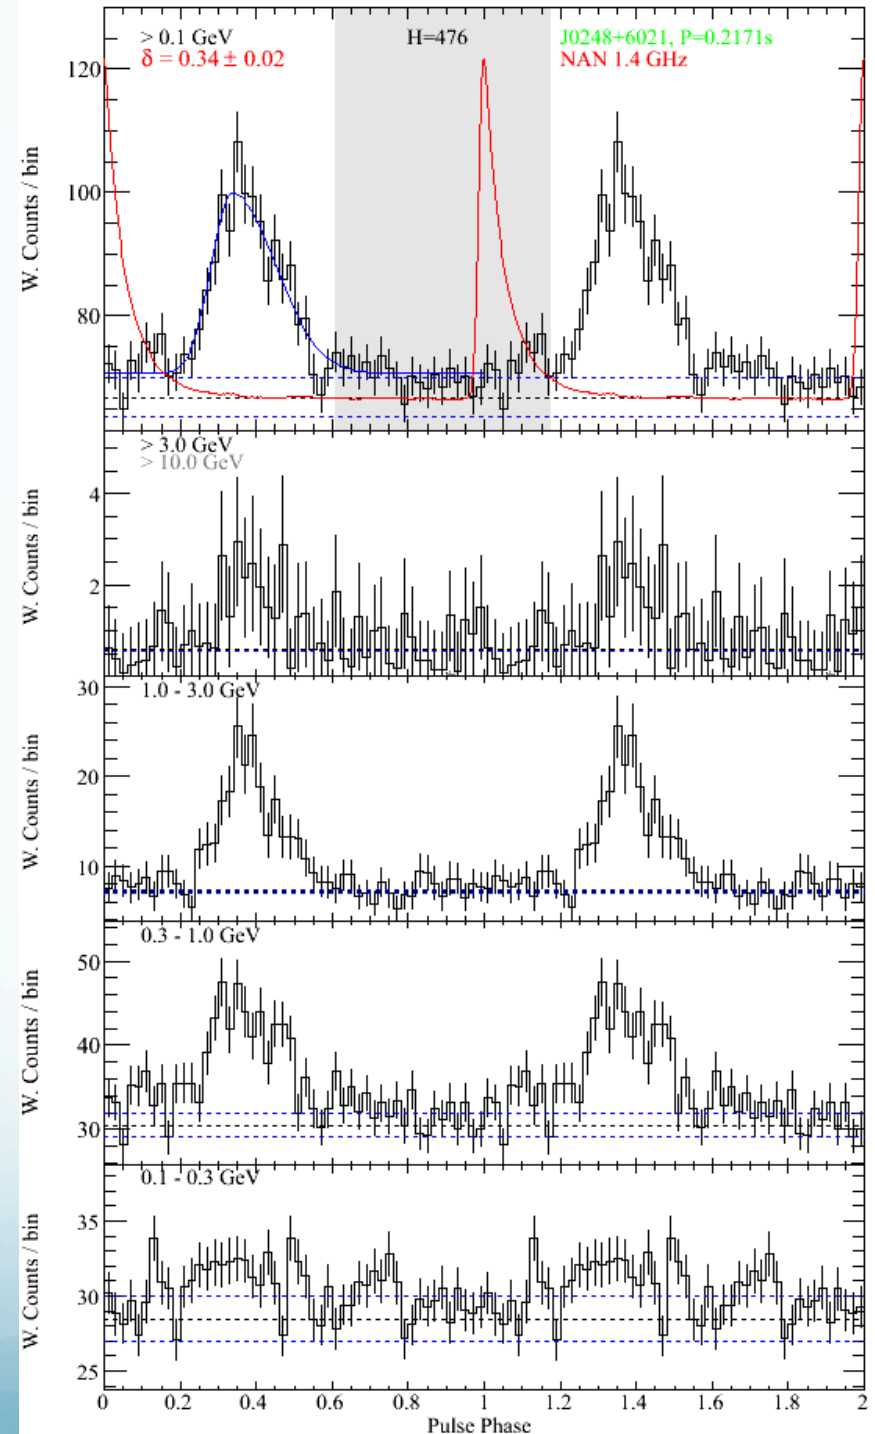 > 0.1 GeV H=476 J0248+6021, P=0.2171s
δ = 0.34 ± 0.02 NAN 1.4 GHz
120
100
80
W. Counts / bin
> 3.0 GeV
> 10.0 GeV
4
2
W. Counts / bin
1.0 - 3.0 GeV
30
20
10
W. Counts / bin
0.3 - 1.0 GeV
50
40
30
W. Counts / bin
0.1 - 0.3 GeV
35
30
25
W. Counts / bin
0 0.2 0.4 0.6 0.8 1 1.2 1.4 1.6 1.8 2
Pulse Phase